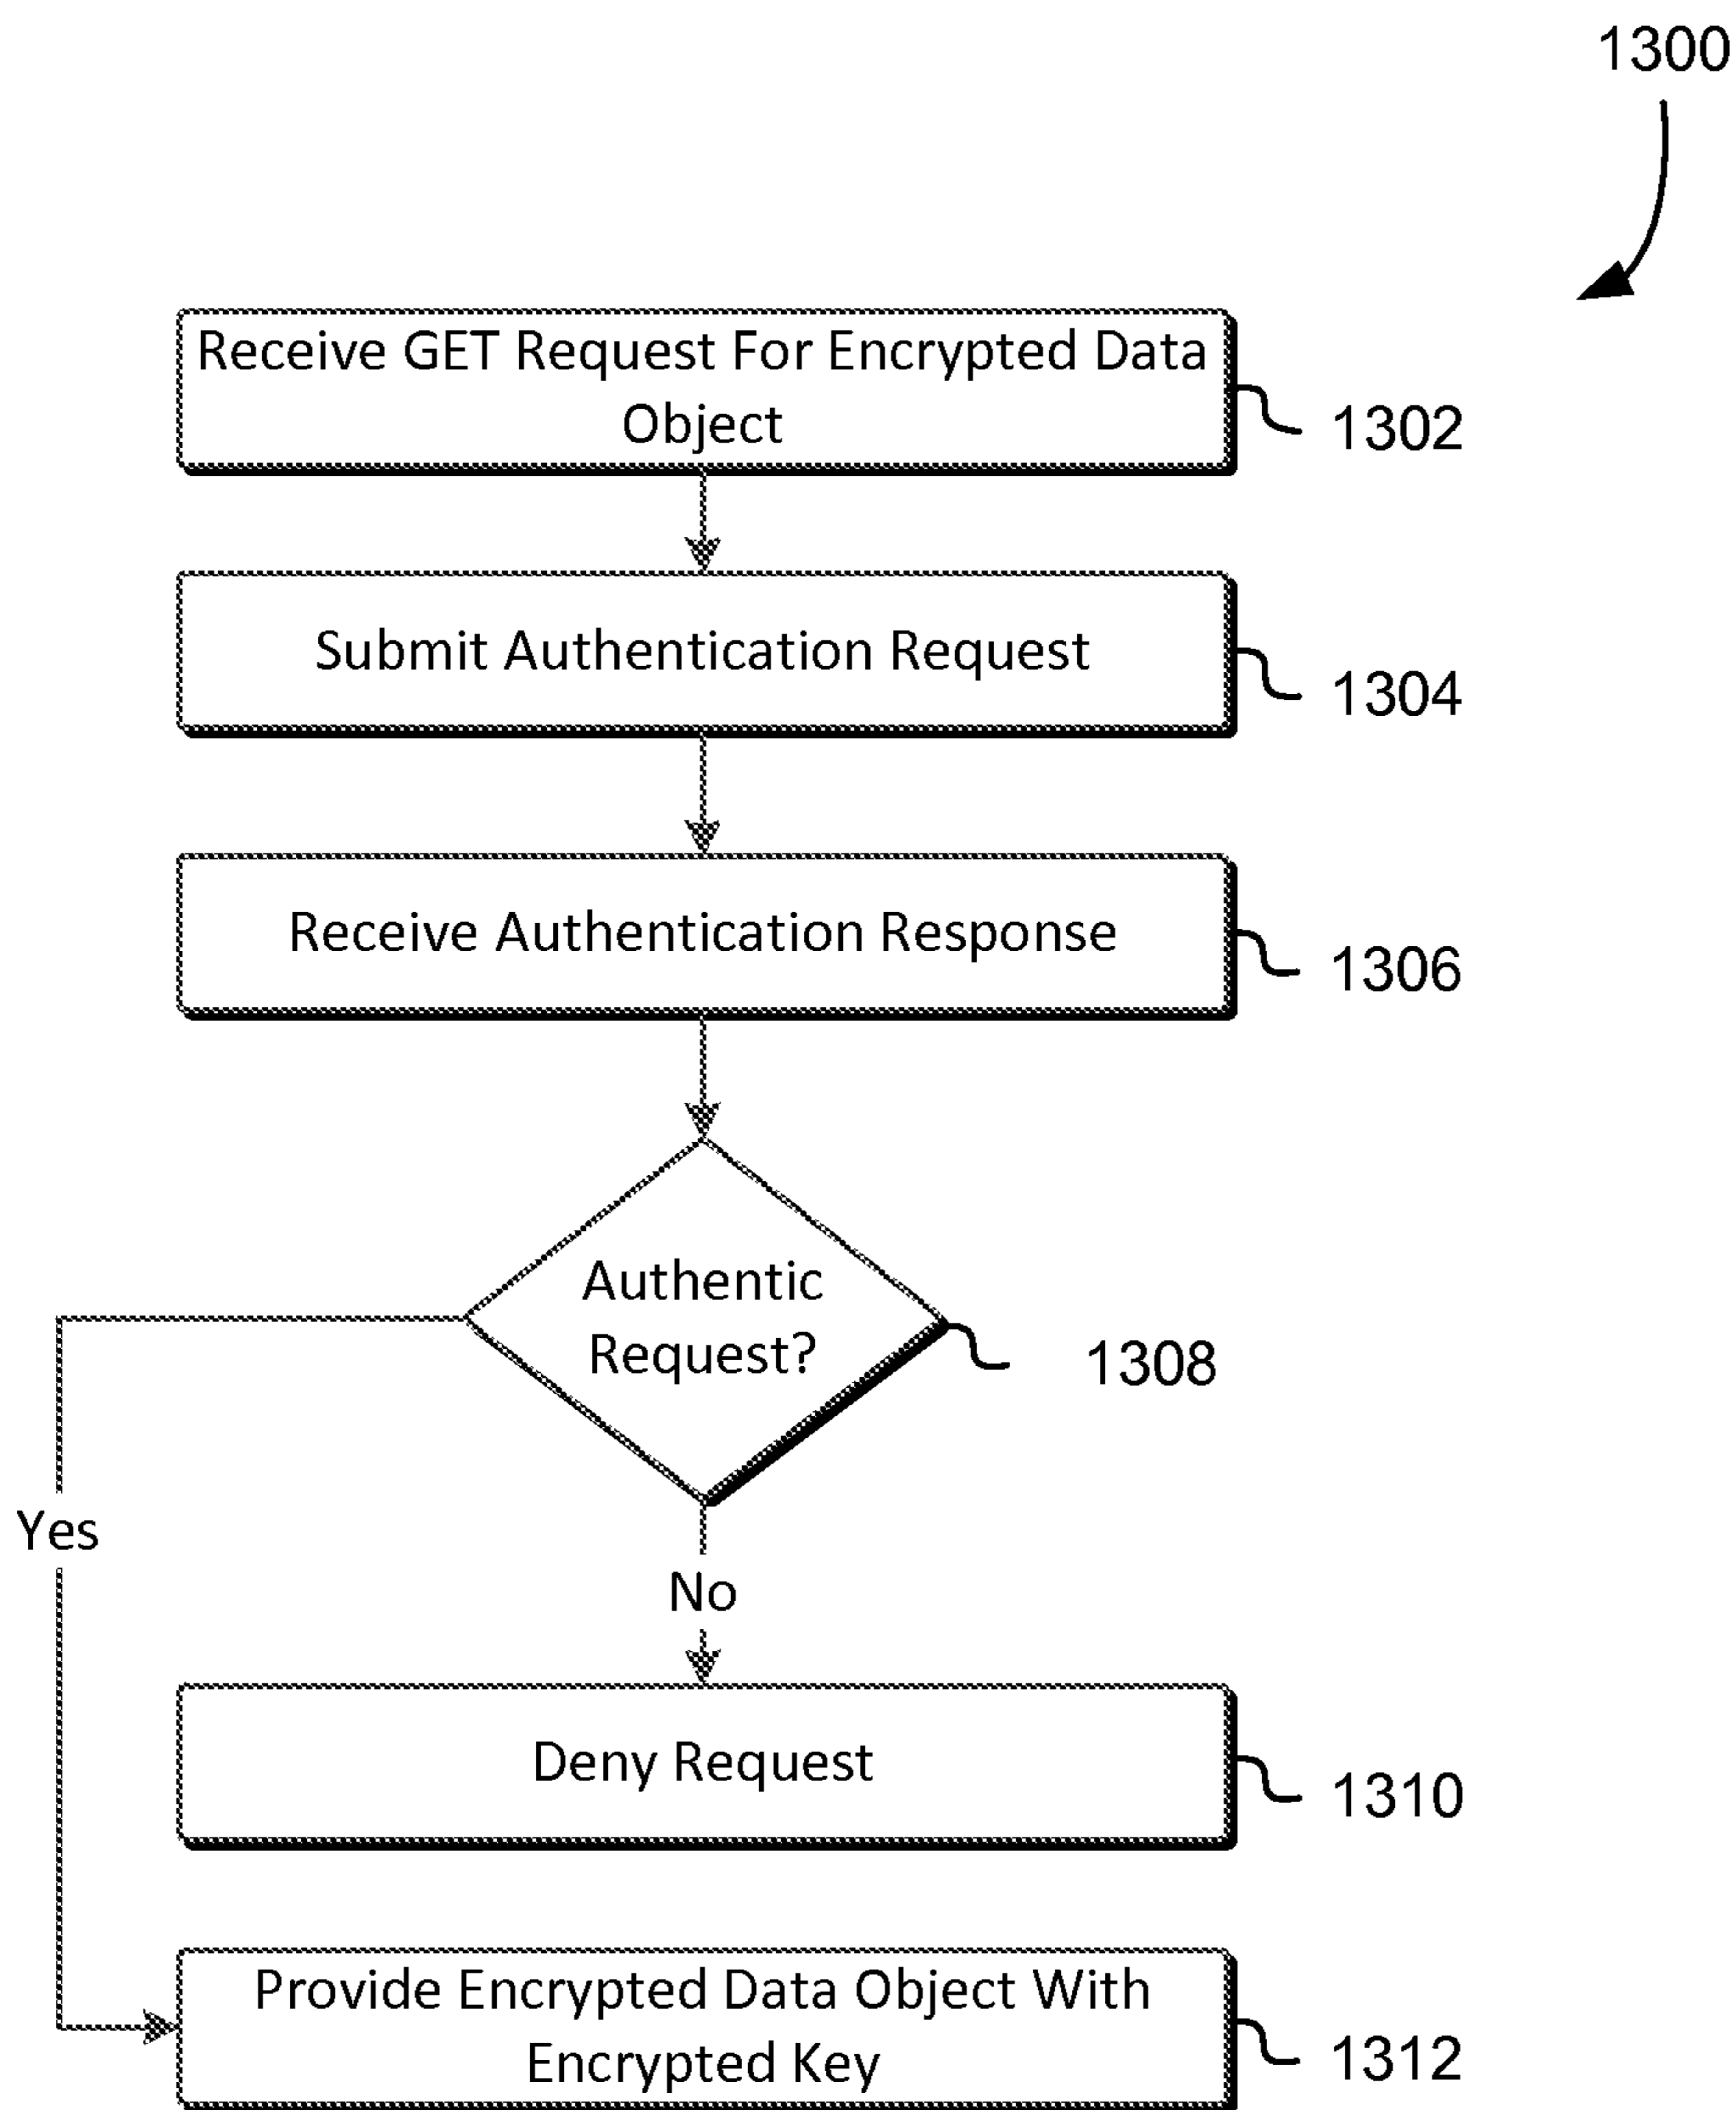 1300
Receive GET Request For Encrypted Data
Object
1302
Submit Authentication Request
1304
Receive Authentication Response
1306
Authentic
Request?
1308
Yes
No
Deny Request
1310
Provide Encrypted Data Object With
Encrypted Key
1312